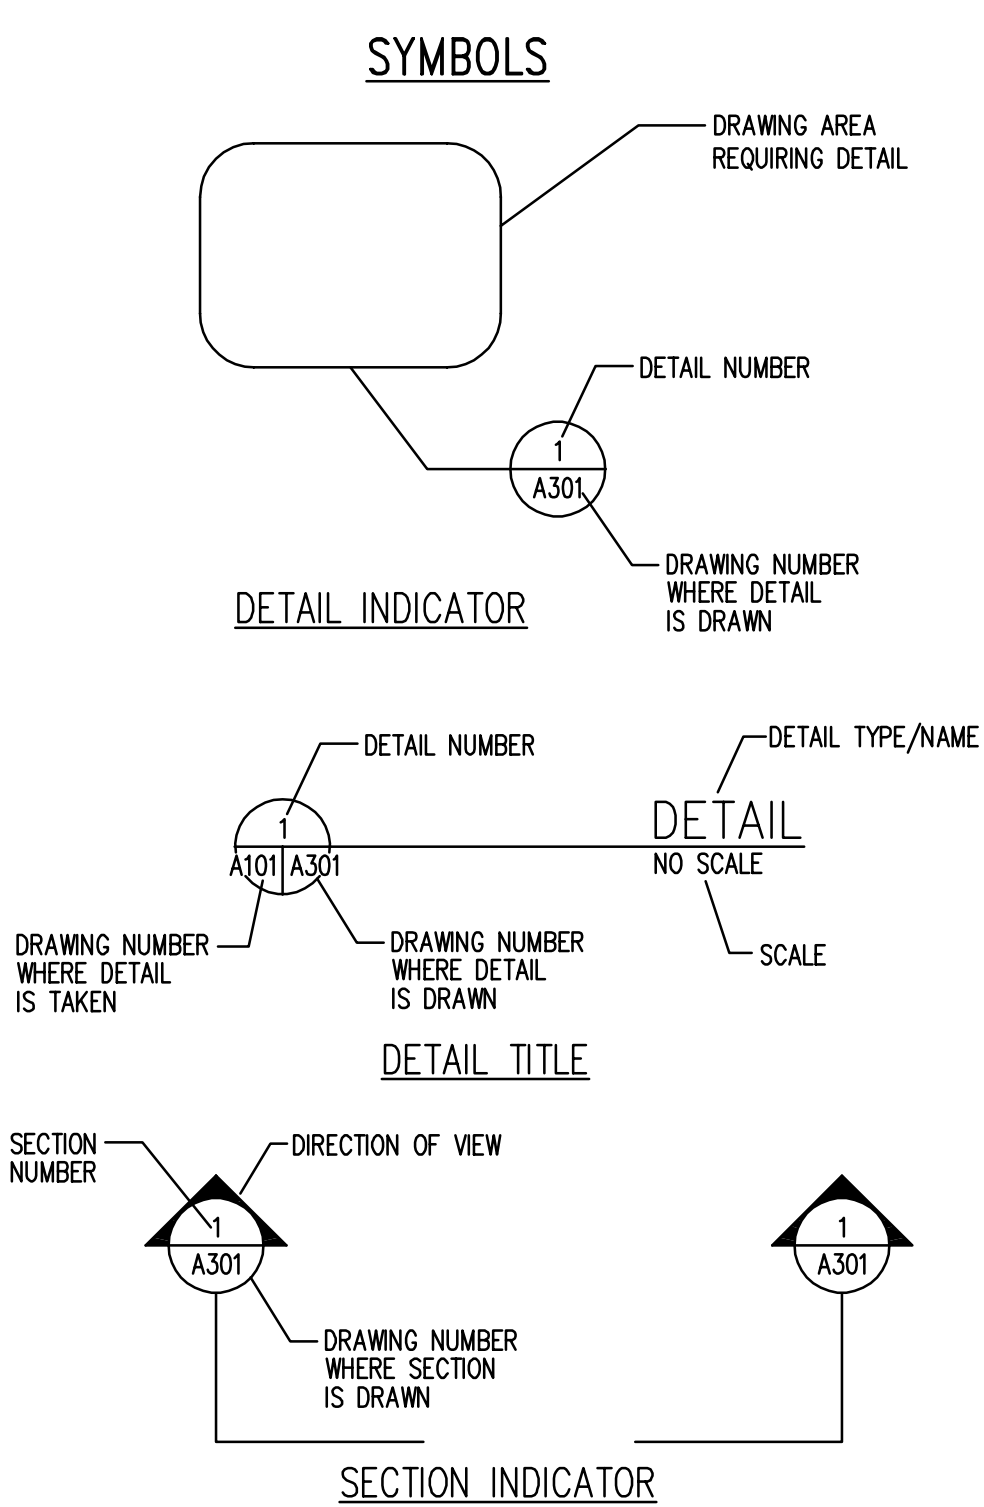 SYMBOLS
DRAWING AREA
REQUIRING DETAIL
DETAIL NUMBER
1
A301
DRAWING NUMBER
WHERE DETAIL
IS DRAWN
DETAIL INDICATOR
DETAIL NUMBER
DETAIL TYPE/NAME
1
DETAIL
A101 A301
NO SCALE
DRAWING NUMBER
WHERE DETAIL
IS TAKEN
DRAWING NUMBER
WHERE DETAIL
IS DRAWN
SCALE
DETAIL TITLE
SECTION
NUMBER
DIRECTION OF VIEW
1
A301
1
A301
DRAWING NUMBER
WHERE SECTION
IS DRAWN
SECTION INDICATOR